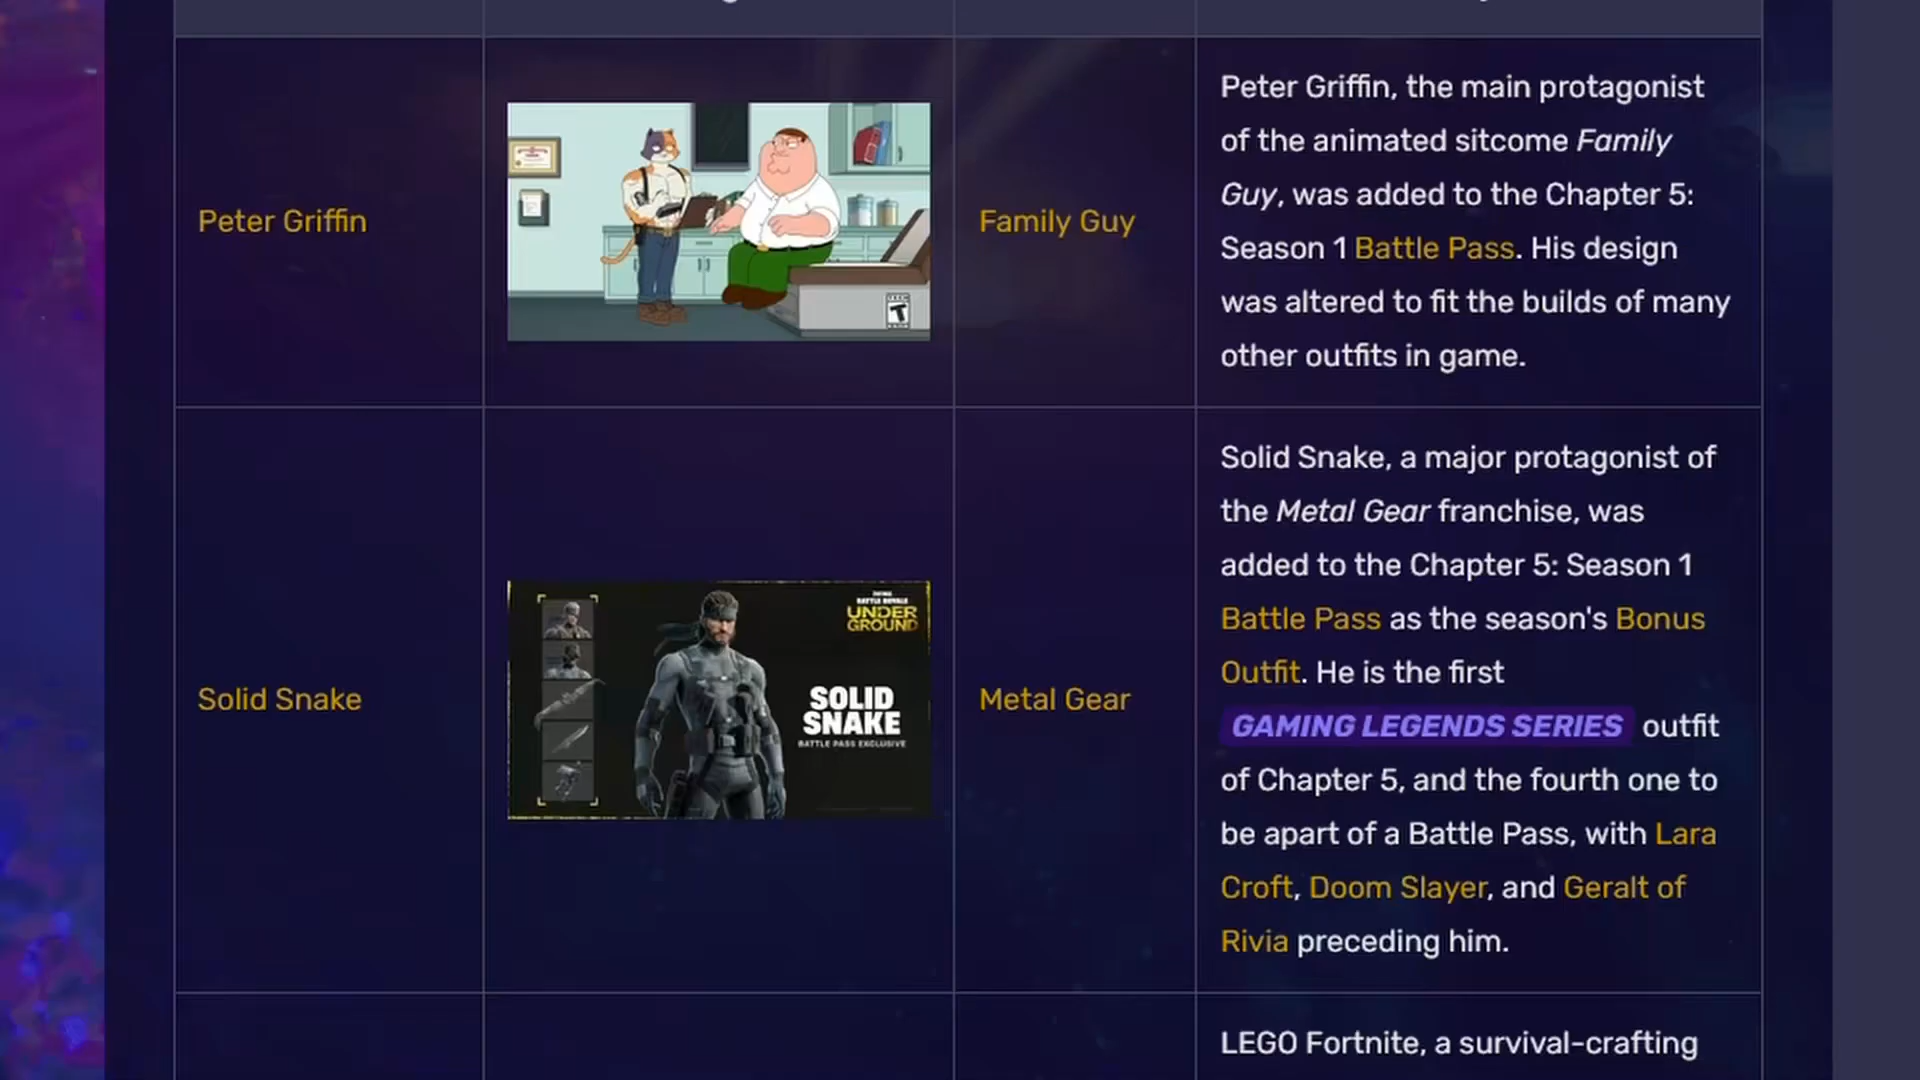 Peter Griffin
Family Guy
Peter Griffin, the main protagonist
of the animated sitcome Family
Guy, was added to the Chapter 5:
Season 1 Battle Pass. His design
was altered to fit the builds of many
other outfits in game.
T
Solid Snake
BATTLE ROYALE
UNDER
GROUND
SOLID
SNAKE
BATTLE PASS EXCLUSIVE
Metal Gear
Solid Snake, a major protagonist of
the Metal Gear franchise, was
added to the Chapter 5: Season 1
Battle Pass as the season's Bonus
Outfit. He is the first
GAMING LEGENDS SERIES outfit
of Chapter 5, and the fourth one to
be apart of a Battle Pass, with Lara
Croft, Doom Slayer, and Geralt of
Rivia preceding him.
LEGO Fortnite, a survival-crafting